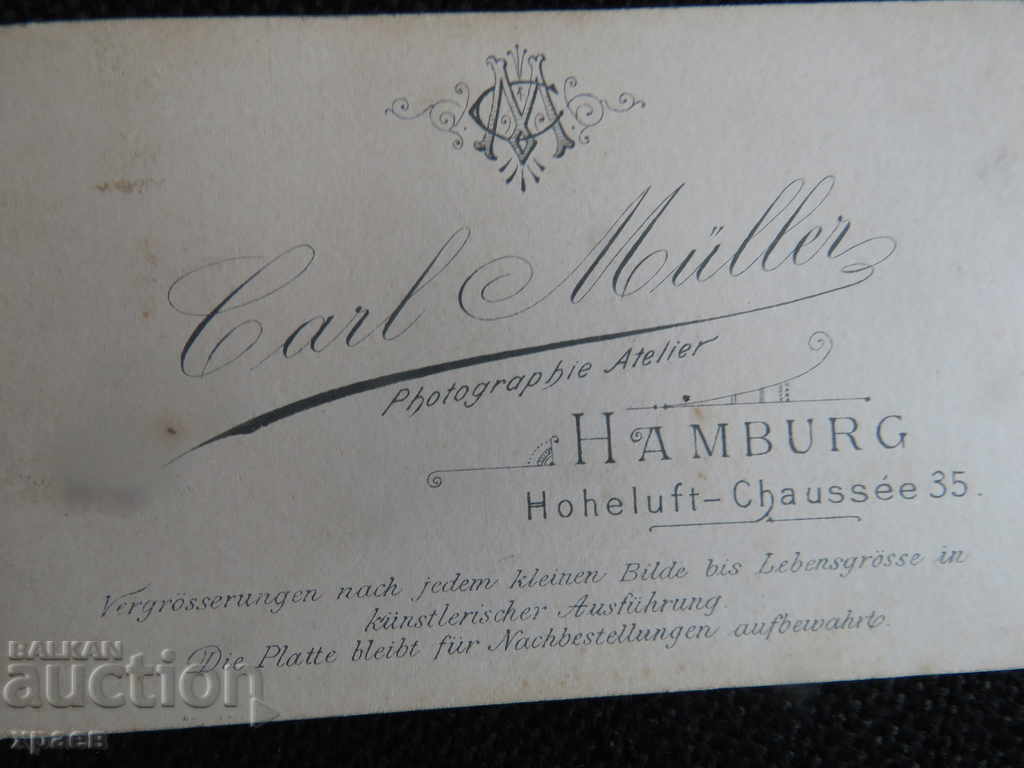 Carl Müller
Photographie Atelier
HAMBURG
Hoheluft-Chaussée 35.
Vergrösserungen nach jedem kleinen Bilde bis Lebensgrösse in
künstlerischer Ausführung.
Die Platte bleibt für Nachbestellungen aufbewahrt.
BALKAN
auction
храев